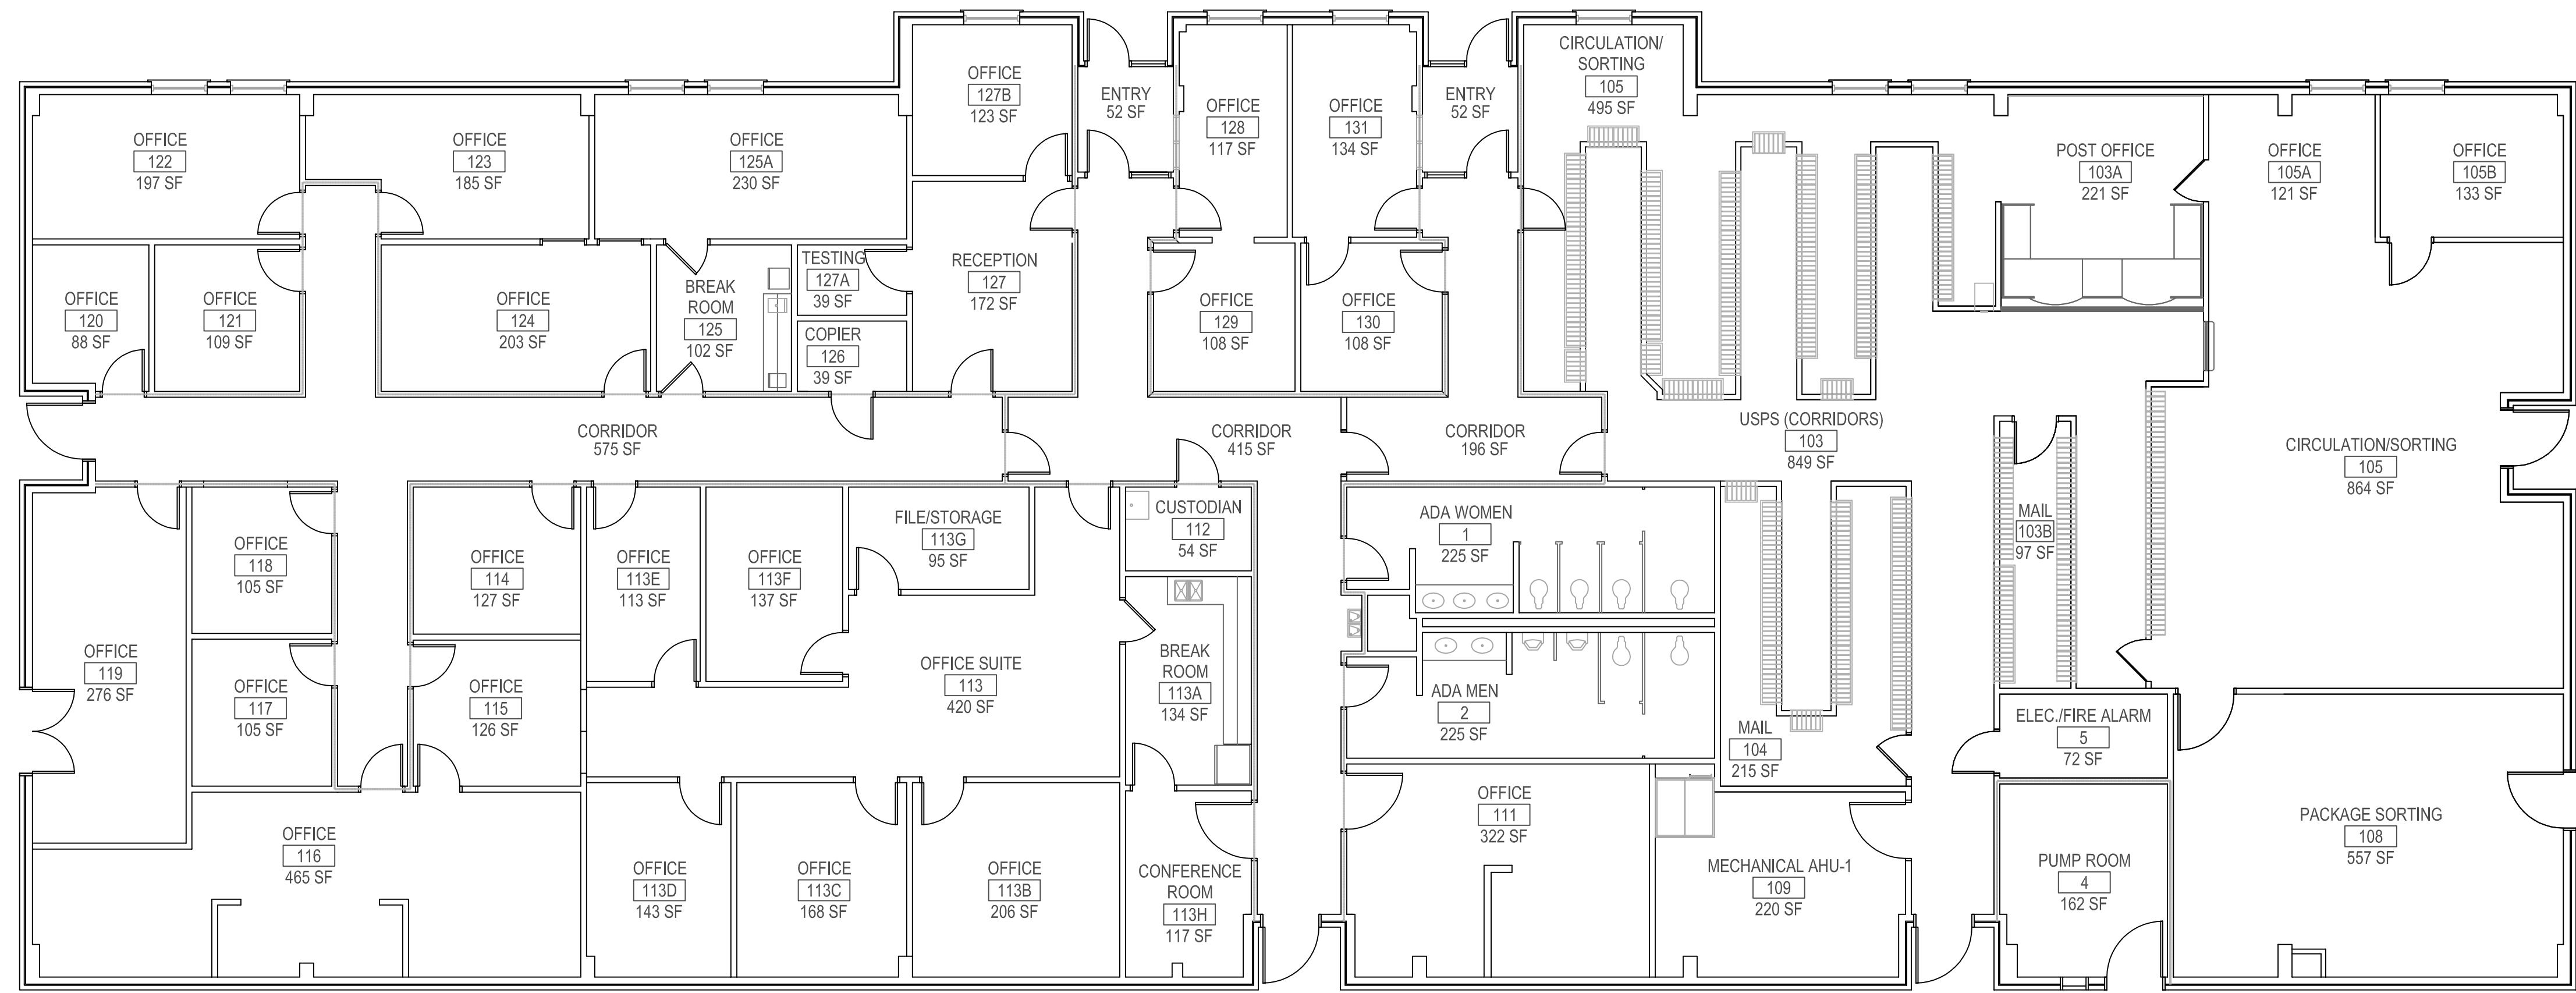 OFFICE
127B
123 SF
ENTRY
52 SF
OFFICE
128
117 SF
OFFICE
131
134 SF
ENTRY
52 SF
CIRCULATION/
SORTING
105
495 SF
OFFICE
122
197 SF
OFFICE
123
185 SF
OFFICE
125A
230 SF
POST OFFICE
103A
221 SF
OFFICE
105A
121 SF
OFFICE
105B
133 SF
OFFICE
120
88 SF
OFFICE
121
109 SF
OFFICE
124
203 SF
BREAK
ROOM
125
102 SF
TESTING
127A
39 SF
COPIER
126
39 SF
RECEPTION
127
172 SF
OFFICE
129
108 SF
OFFICE
130
108 SF
CORRIDOR
575 SF
CORRIDOR
415 SF
CORRIDOR
196 SF
USPS (CORRIDORS)
103
849 SF
CIRCULATION/SORTING
105
864 SF
OFFICE
119
276 SF
OFFICE
118
105 SF
OFFICE
117
105 SF
OFFICE
114
127 SF
OFFICE
115
126 SF
OFFICE
113E
113 SF
OFFICE
113F
137 SF
FILE/STORAGE
113G
95 SF
OFFICE SUITE
113
420 SF
CUSTODIAN
112
54 SF
BREAK
ROOM
113A
134 SF
ADA WOMEN
1
225 SF
ADA MEN
2
225 SF
MAIL
104
215 SF
MAIL
103B
97 SF
ELEC./FIRE ALARM
5
72 SF
OFFICE
116
465 SF
OFFICE
113D
143 SF
OFFICE
113C
168 SF
OFFICE
113B
206 SF
CONFERENCE
ROOM
113H
117 SF
OFFICE
111
322 SF
MECHANICAL AHU-1
109
220 SF
PUMP ROOM
4
162 SF
PACKAGE SORTING
108
557 SF